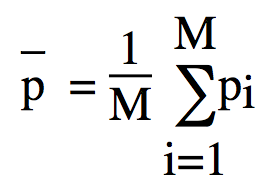 p̅ = 1/M M∑i=1 pi